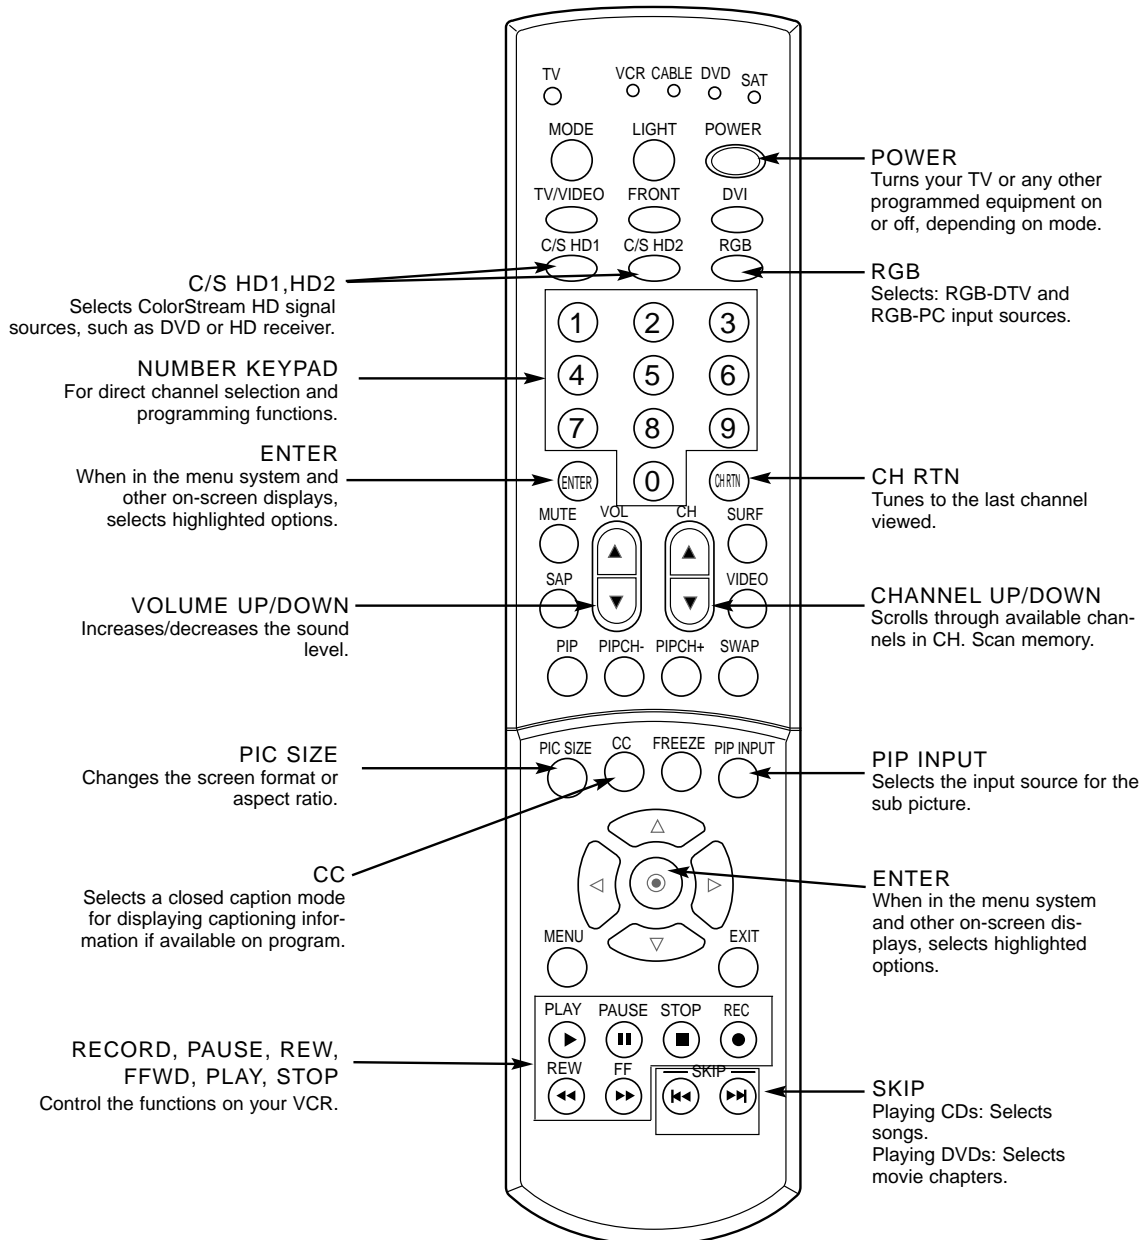 TV
VCR CABLE DVD SAT
MODE LIGHT POWER
TV/VIDEO FRONT DVI
C/S HD1 C/S HD2 RGB
1 2 3
4 5 6
7 8 9
ENTER 0 CH RTN
MUTE VOL CH SURF
SAP VIDEO
PIP PIPCH- PIPCH+ SWAP
PIC SIZE CC FREEZE PIP INPUT
MENU EXIT
PLAY PAUSE STOP REC
REW FF SKIP
C/S HD1,HD2
Selects ColorStream HD signal
sources, such as DVD or HD receiver.
NUMBER KEYPAD
For direct channel selection and
programming functions.
ENTER
When in the menu system and
other on-screen displays,
selects highlighted options.
VOLUME UP/DOWN
Increases/decreases the sound
level.
PIC SIZE
Changes the screen format or
aspect ratio.
CC
Selects a closed caption mode
for displaying captioning infor-
mation if available on program.
RECORD, PAUSE, REW,
FFWD, PLAY, STOP
Control the functions on your VCR.
POWER
Turns your TV or any other
programmed equipment on
or off, depending on mode.
RGB
Selects: RGB-DTV and
RGB-PC input sources.
CH RTN
Tunes to the last channel
viewed.
CHANNEL UP/DOWN
Scrolls through available chan-
nels in CH. Scan memory.
PIP INPUT
Selects the input source for the
sub picture.
ENTER
When in the menu system
and other on-screen dis-
plays, selects highlighted
options.
SKIP
Playing CDs: Selects
songs.
Playing DVDs: Selects
movie chapters.